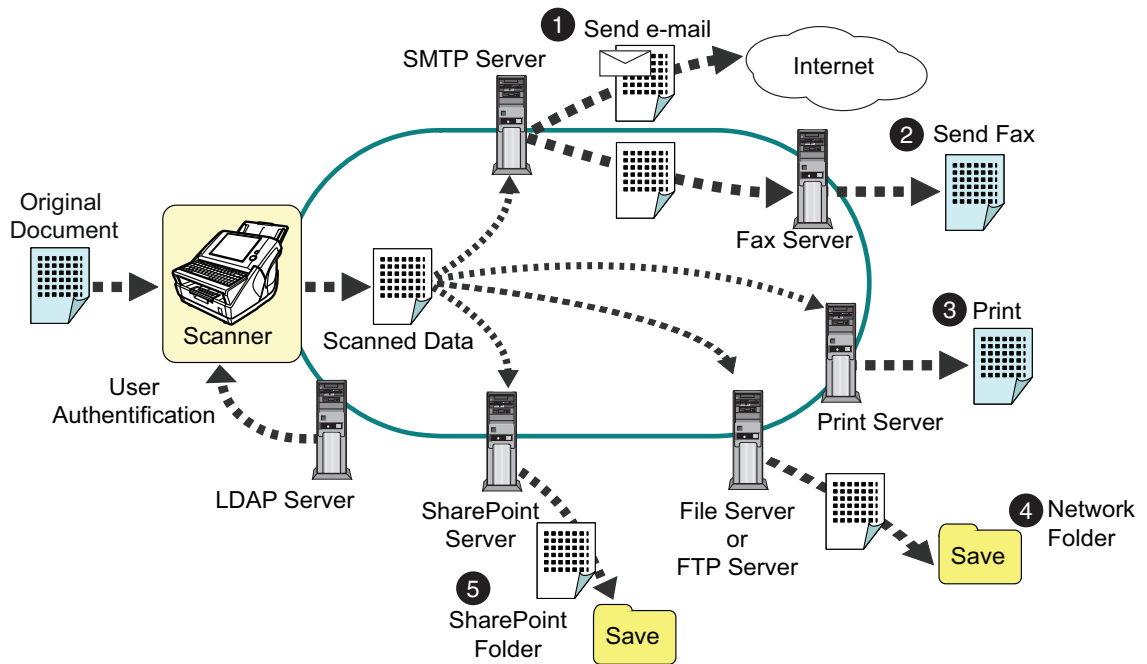 1 Send e-mail
SMTP Server
Internet
2 Send Fax
Original
Document
Fax Server
3 Print
Scanner
Scanned Data
User
Authentification
Print Server
LDAP Server
SharePoint
Server
File Server
or
FTP Server
4 Network
Folder
Save
5
SharePoint
Folder
Save